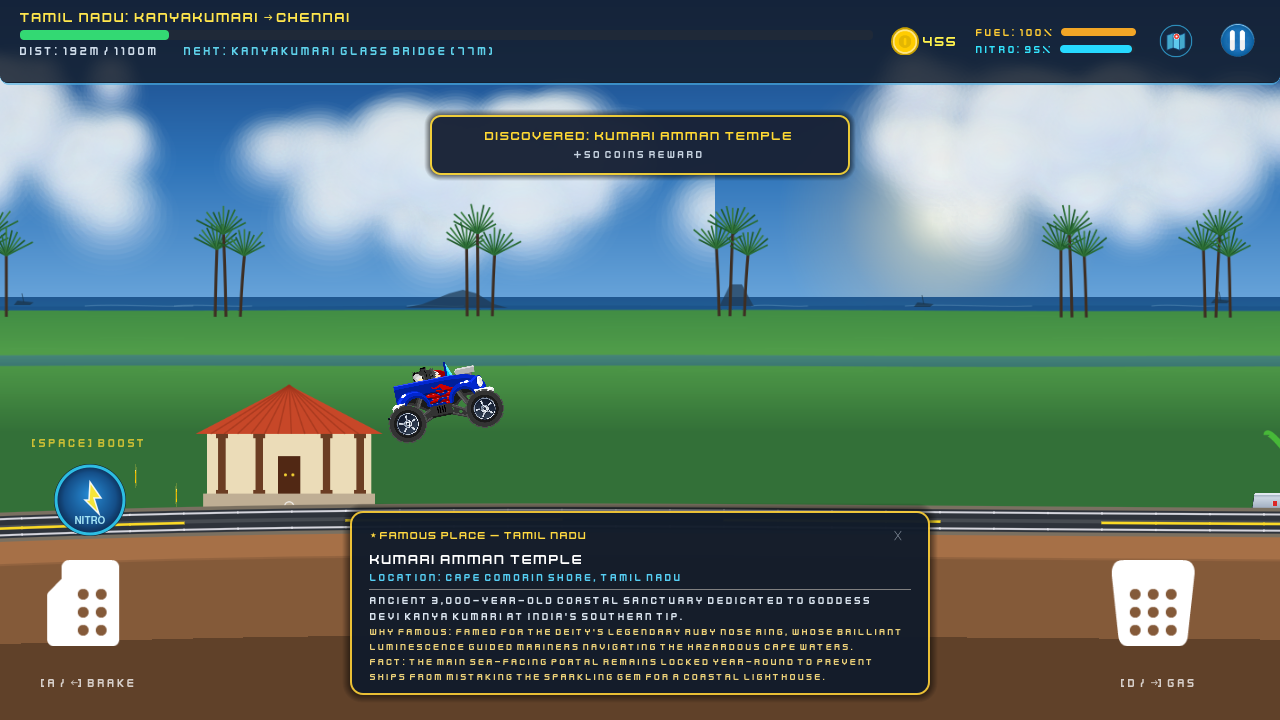 TAMIL NADU: KANYAKUMARI → CHENNAI
DIST: 192M / 1100M
NEXT: KANYAKUMARI GLASS BRIDGE (77M)
455
FUEL: 100%
NITRO: 95%
DISCOVERED: KUMARI AMMAN TEMPLE
+50 COINS REWARD
[SPACE] BOOST
NITRO
★ FAMOUS PLACE — TAMIL NADU
X
KUMARI AMMAN TEMPLE
LOCATION: CAPE COMORIN SHORE, TAMIL NADU
ANCIENT 3,000-YEAR-OLD COASTAL SANCTUARY DEDICATED TO GODDESS
DEVI KANYA KUMARI AT INDIA'S SOUTHERN TIP.
WHY FAMOUS: FAMED FOR THE DEITY'S LEGENDARY RUBY NOSE RING, WHOSE BRILLIANT
LUMINESCENCE GUIDED MARINERS NAVIGATING THE HAZARDOUS CAPE WATERS.
FACT: THE MAIN SEA-FACING PORTAL REMAINS LOCKED YEAR-ROUND TO PREVENT
SHIPS FROM MISTAKING THE SPARKLING GEM FOR A COASTAL LIGHTHOUSE.
[A / ←] BRAKE
[D / →] GAS